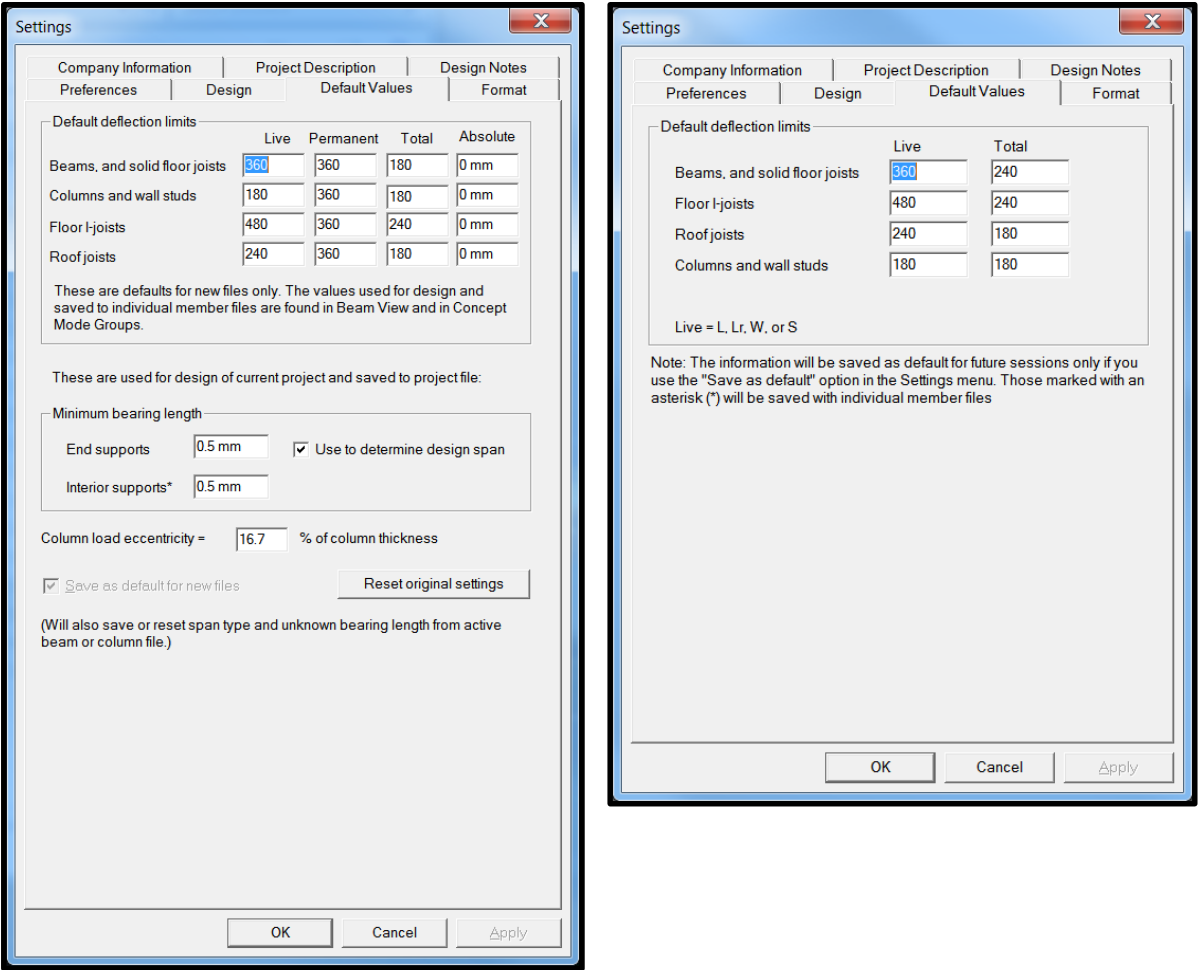 Settings
Company Information Project Description Design Notes
Preferences Design Default Values Format
Default deflection limits
Live Permanent Total Absolute
Beams, and solid floor joists 360 360 180 0 mm
Columns and wall studs 180 360 180 0 mm
Floor I-joists 480 360 240 0 mm
Roof joists 240 360 180 0 mm
These are defaults for new files only. The values used for design and
saved to individual member files are found in Beam View and in Concept
Mode Groups.
These are used for design of current project and saved to project file:
Minimum bearing length
End supports 0.5 mm Use to determine design span
Interior supports* 0.5 mm
Column load eccentricity = 16.7 % of column thickness
Save as default for new files Reset original settings
(Will also save or reset span type and unknown bearing length from active
beam or column file.)
OK Cancel Apply
Settings
Company Information Project Description Design Notes
Preferences Design Default Values Format
Default deflection limits
Live Total
Beams, and solid floor joists 360 240
Floor I-joists 480 240
Roof joists 240 180
Columns and wall studs 180 180
Live = L, Lr, W, or S
Note: The information will be saved as default for future sessions only if you
use the "Save as default" option in the Settings menu. Those marked with an
asterisk (*) will be saved with individual member files
OK Cancel Apply